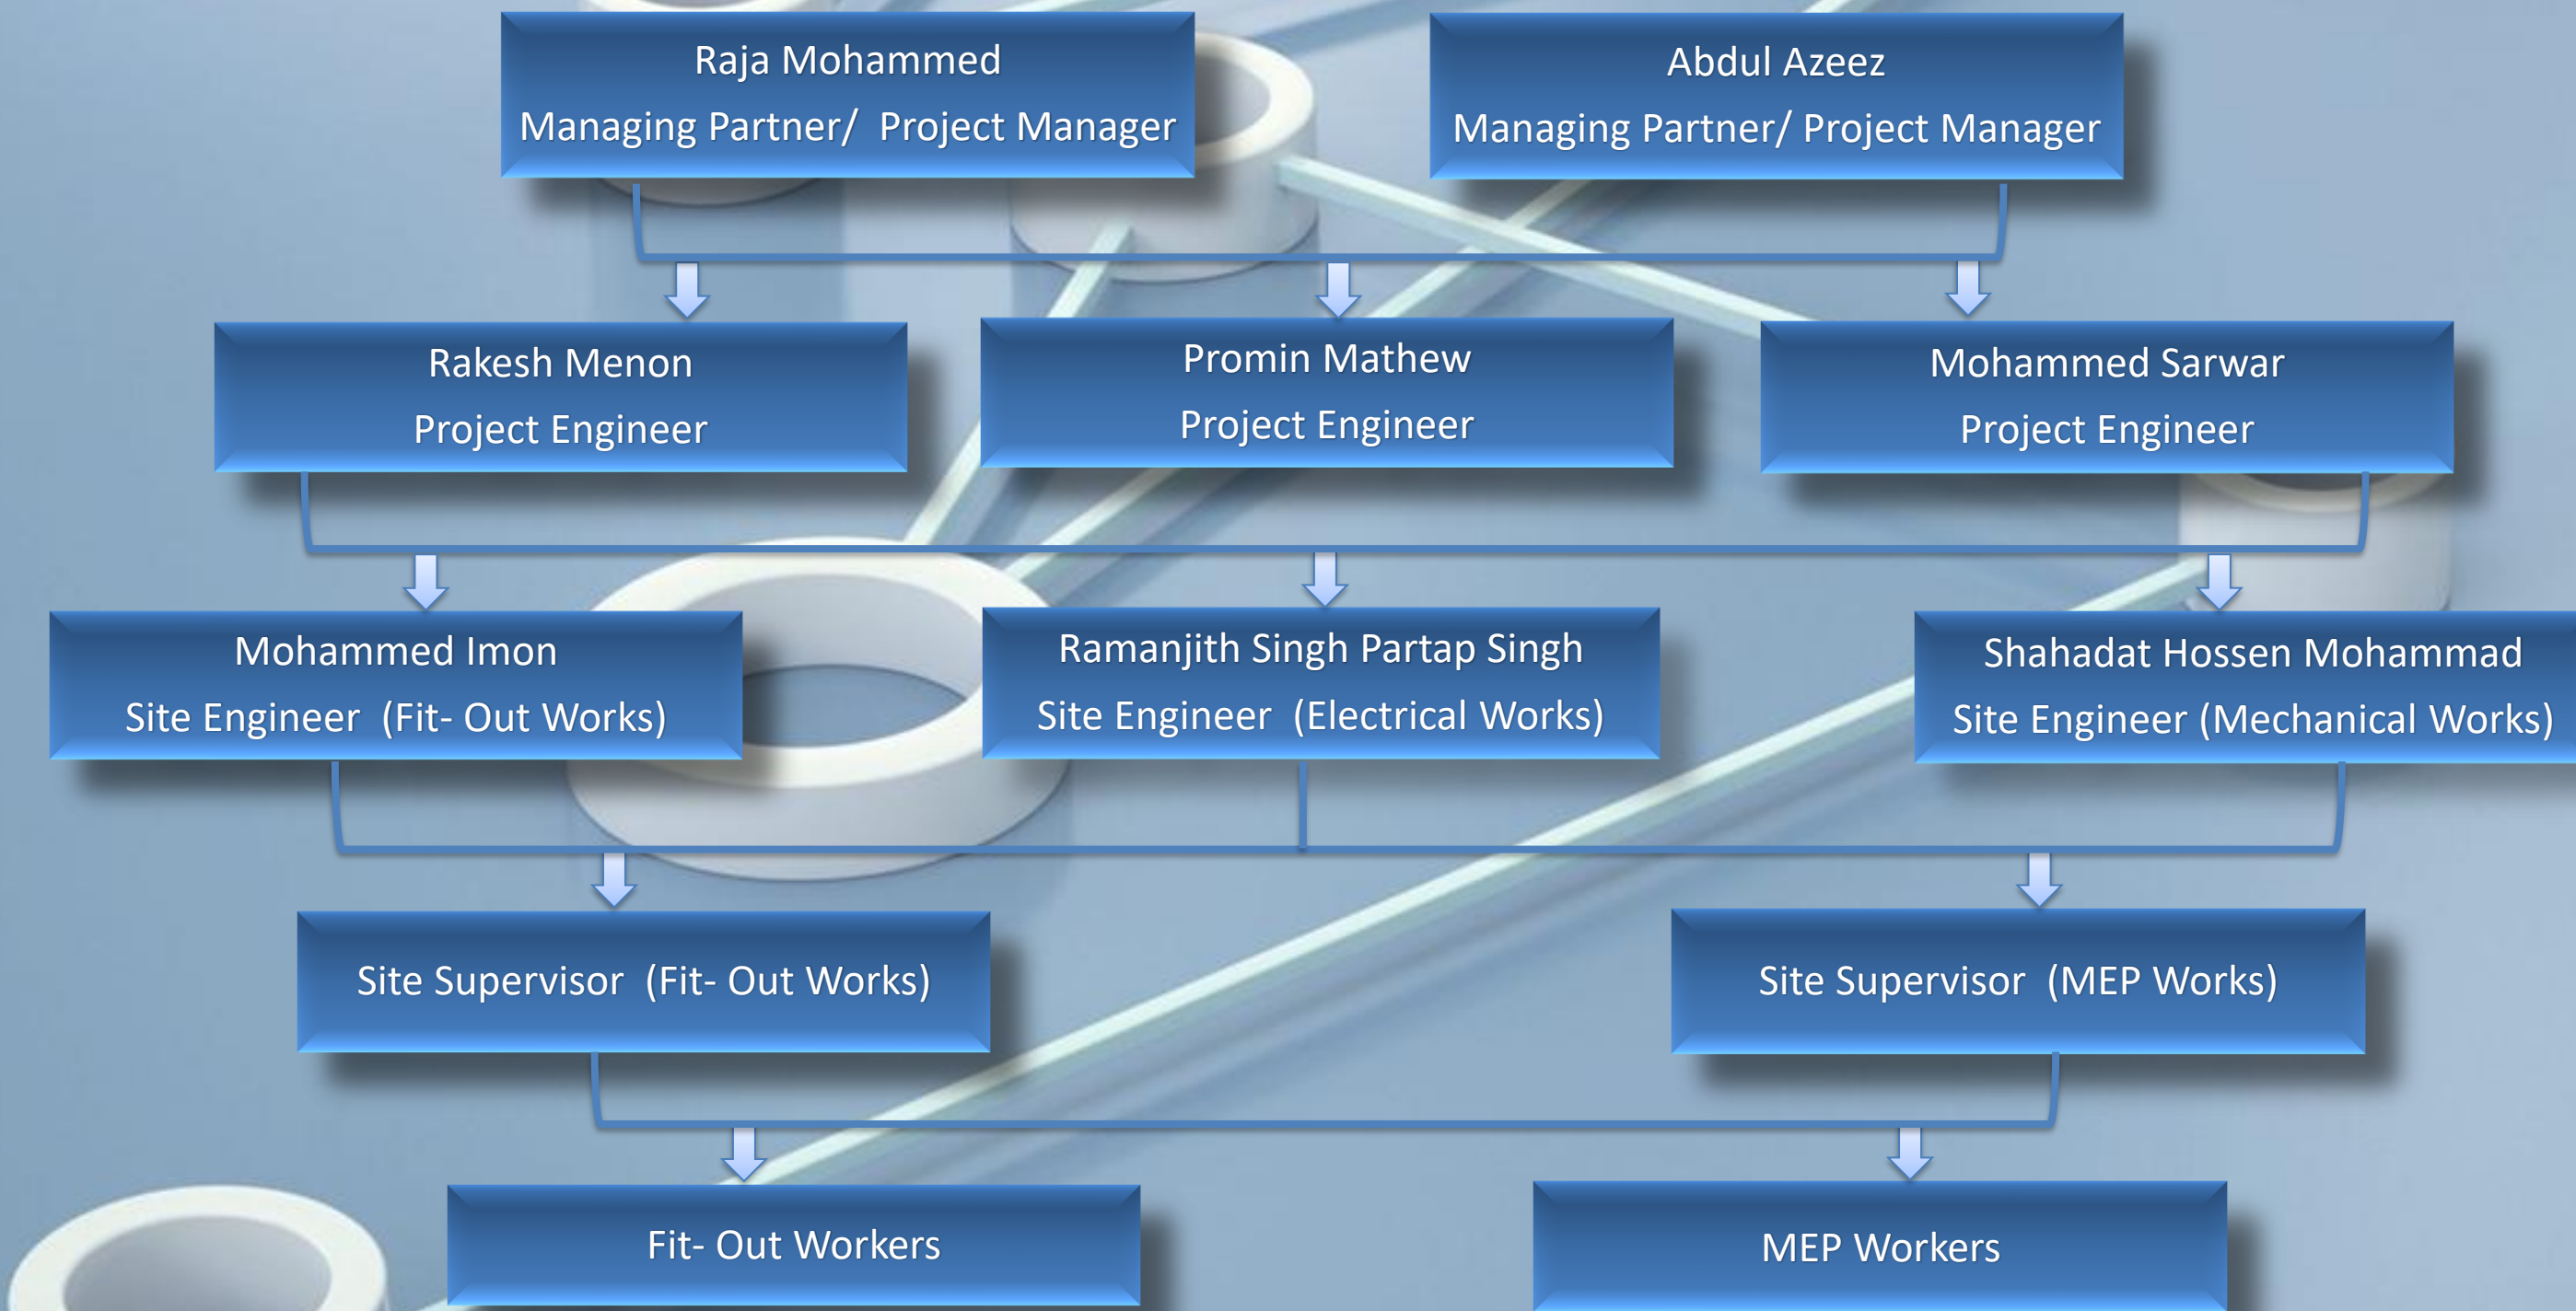 Raja Mohammed
Managing Partner/ Project Manager
Abdul Azeez
Managing Partner/ Project Manager
Rakesh Menon
Project Engineer
Promin Mathew
Project Engineer
Mohammed Sarwar
Project Engineer
Mohammed Imon
Site Engineer (Fit- Out Works)
Ramanjith Singh Partap Singh
Site Engineer (Electrical Works)
Shahadat Hossen Mohammad
Site Engineer (Mechanical Works)
Site Supervisor (Fit- Out Works)
Site Supervisor (MEP Works)
Fit- Out Workers
MEP Workers